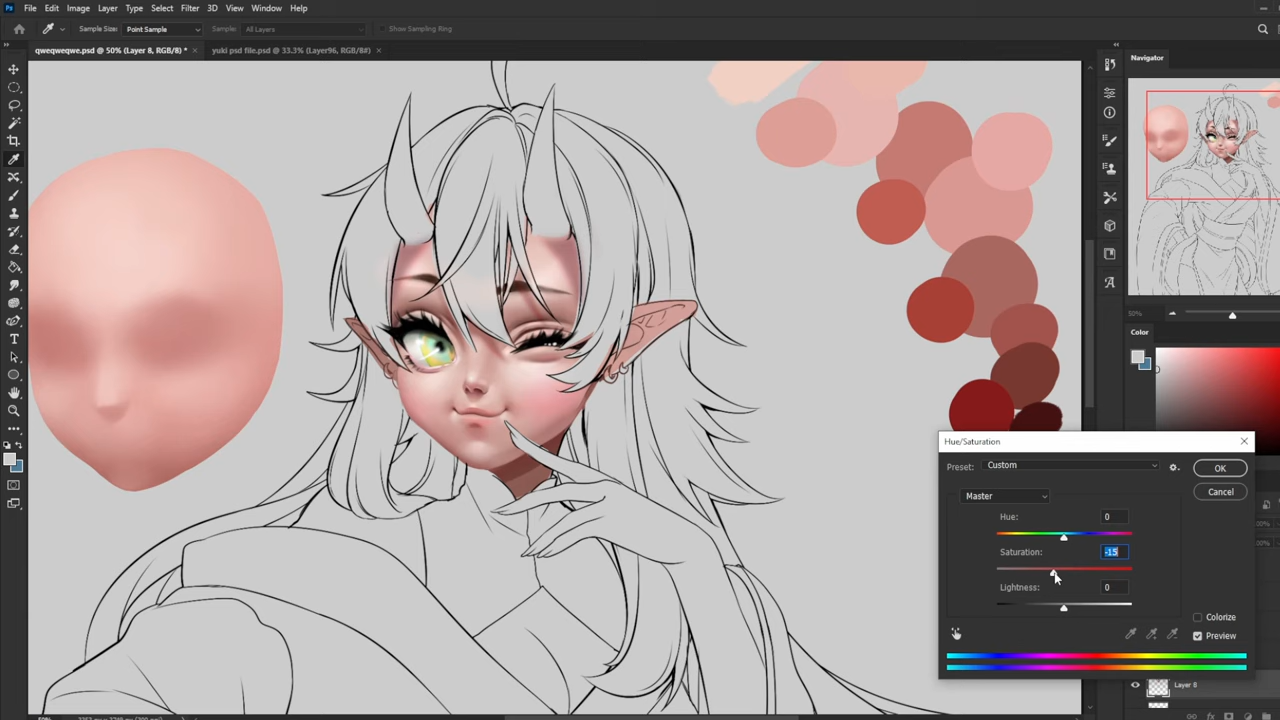 Ps File Edit Image Layer Type Select Filter 3D View Window Help
Sample Size: Point Sample Sample: All Layers Show Sampling Ring
qweqweqwe.psd @ 50% (Layer 8, RGB/8) * × yuki psd file.psd @ 33.3% (Layer96, RGB/8#) ×
Navigator
50%
Color
Hue/Saturation
Preset: Custom
OK
Cancel
Master
Hue: 0
Saturation: -15
Lightness: 0
Colorize
Preview
Layer 8